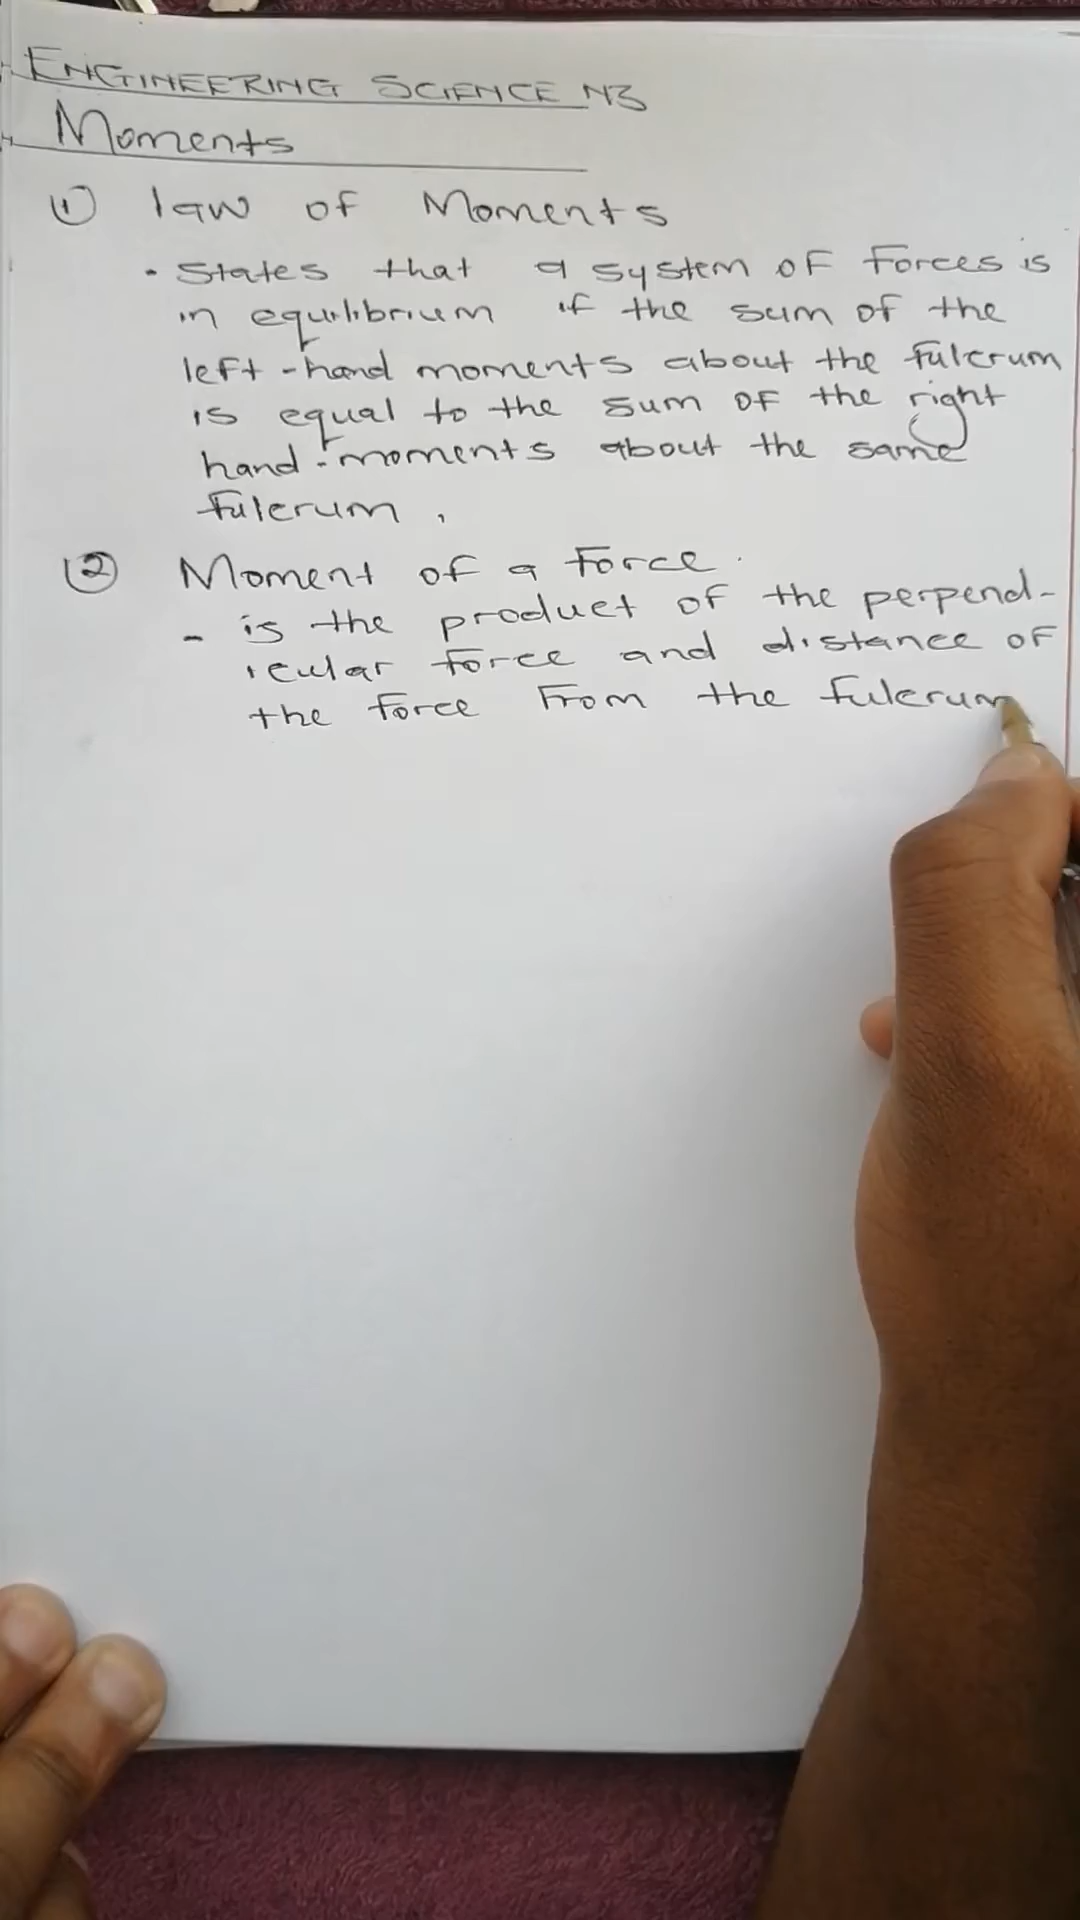 ENGINEERING SCIENCE N3
Moments
① law of Moments
• States that a system of Forces is
in equilibrium if the sum of the
left-hand moments about the fulcrum
is equal to the sum of the right
hand-moments about the same
fulcrum.
② Moment of a Force.
- is the product of the perpend-
icular force and distance of
the force From the fulcrum